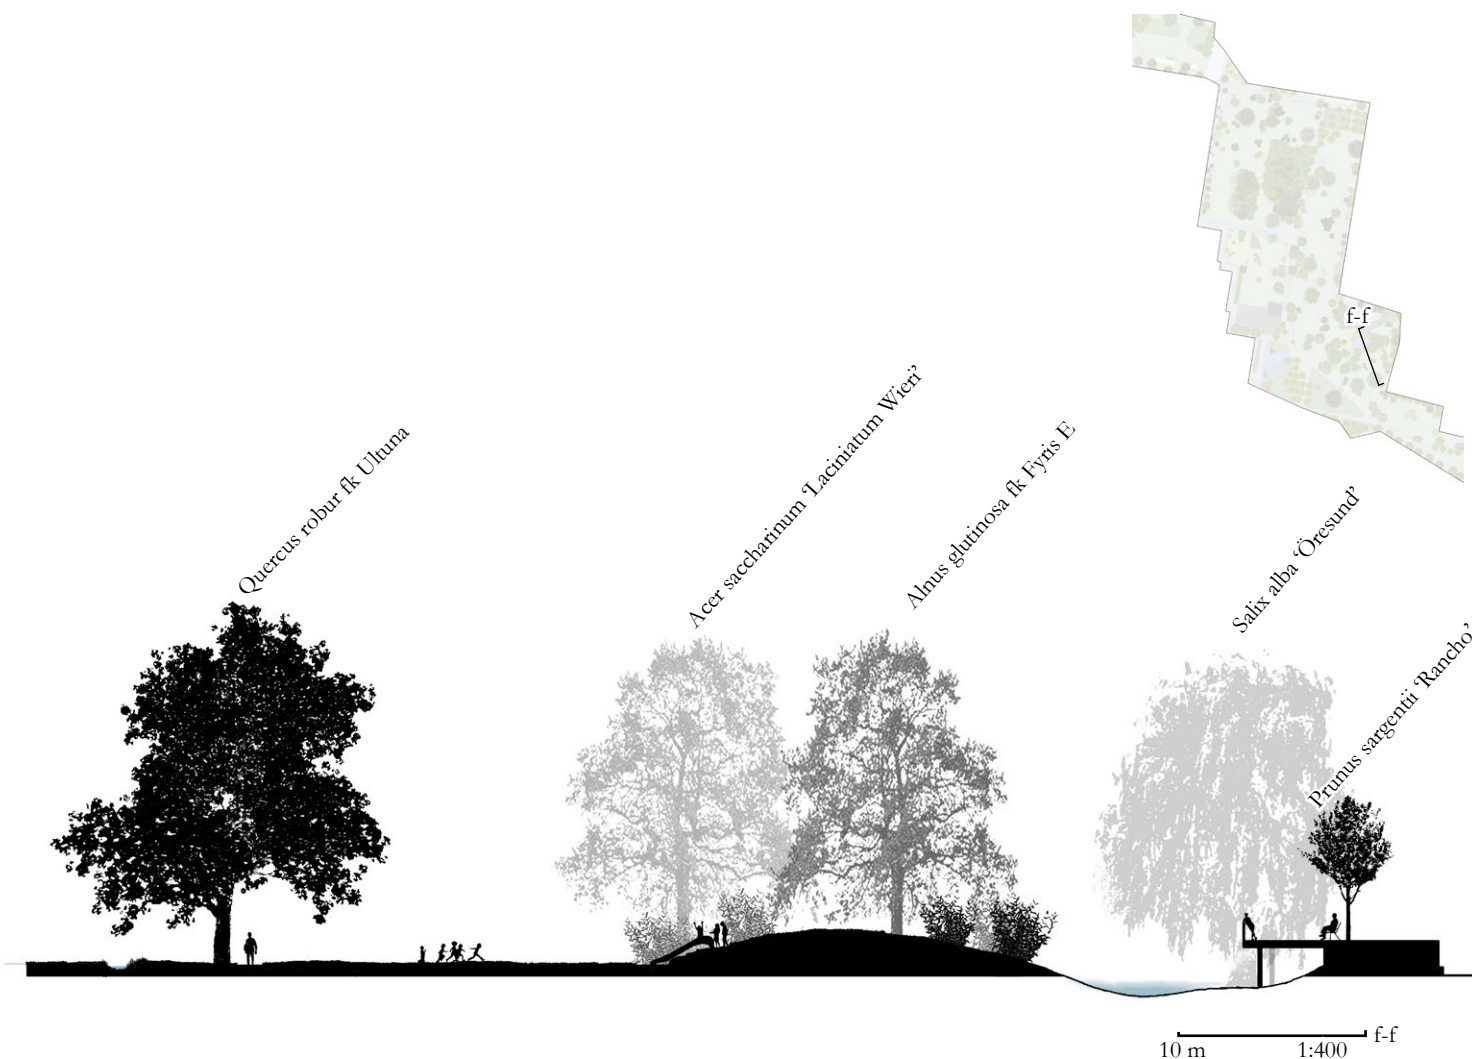 f-f
Quercus robur fk Ultuna
Acer saccharinum ‘Laciniatum Wieri’
Alnus glutinosa fk Fyris E
Salix alba ‘Öresund’
Prunus sargentii ‘Rancho’
10 m 1:400 f-f